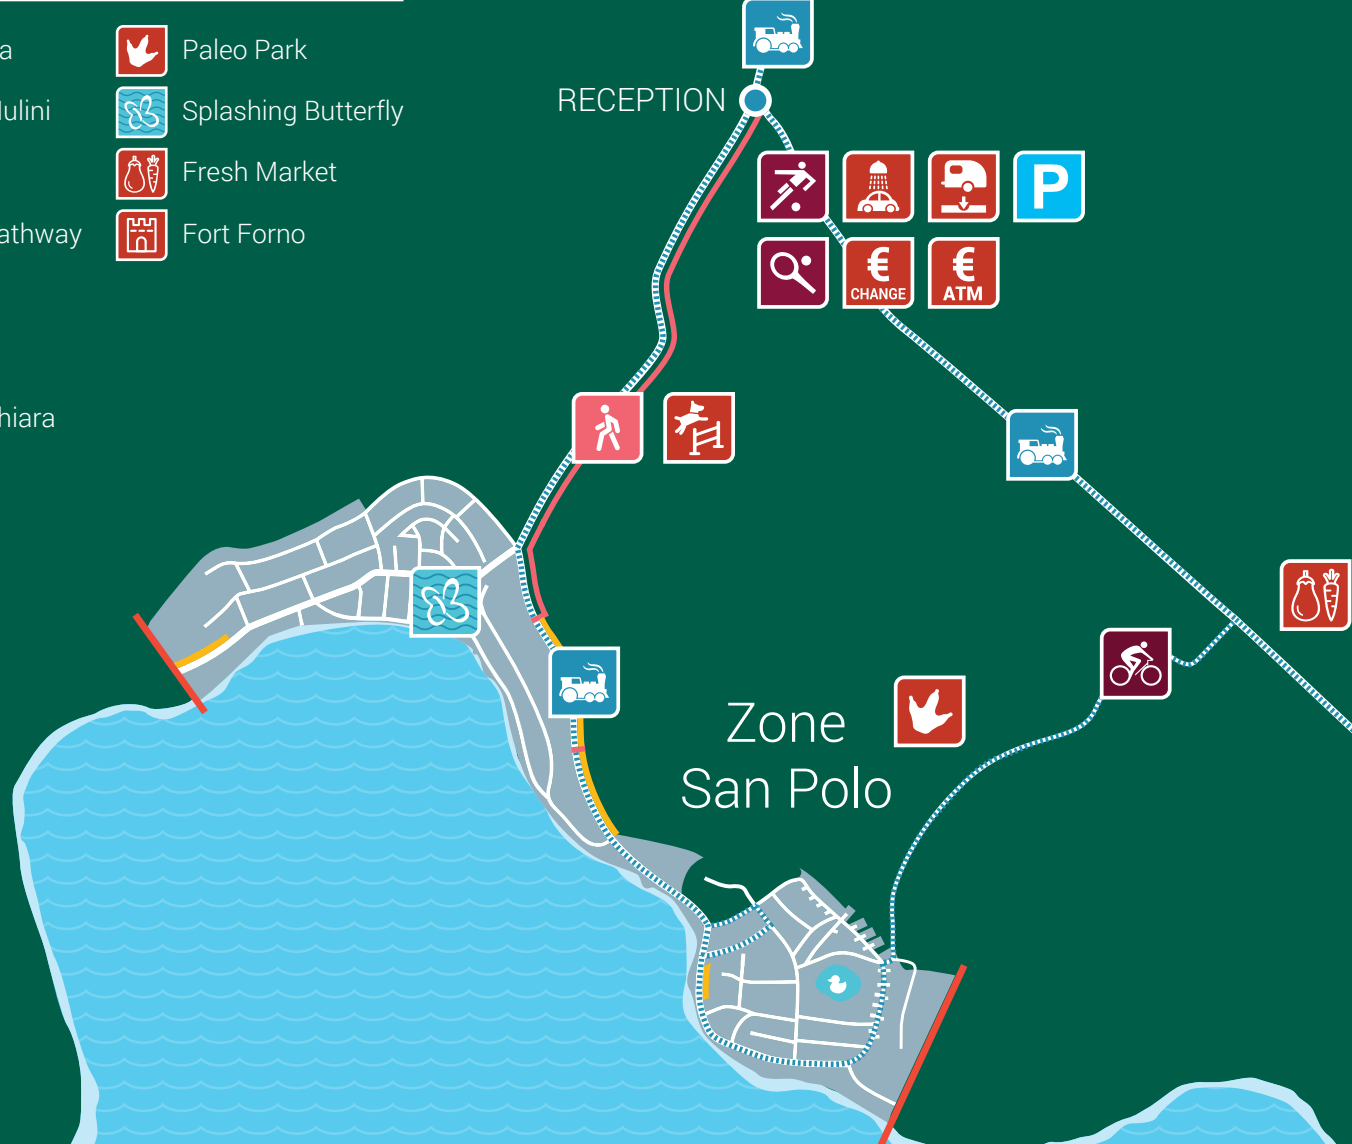 Paleo Park
Splashing Butterfly
Fresh Market
Fort Forno
RECEPTION
P
€
CHANGE
€
ATM
Zone
San Polo